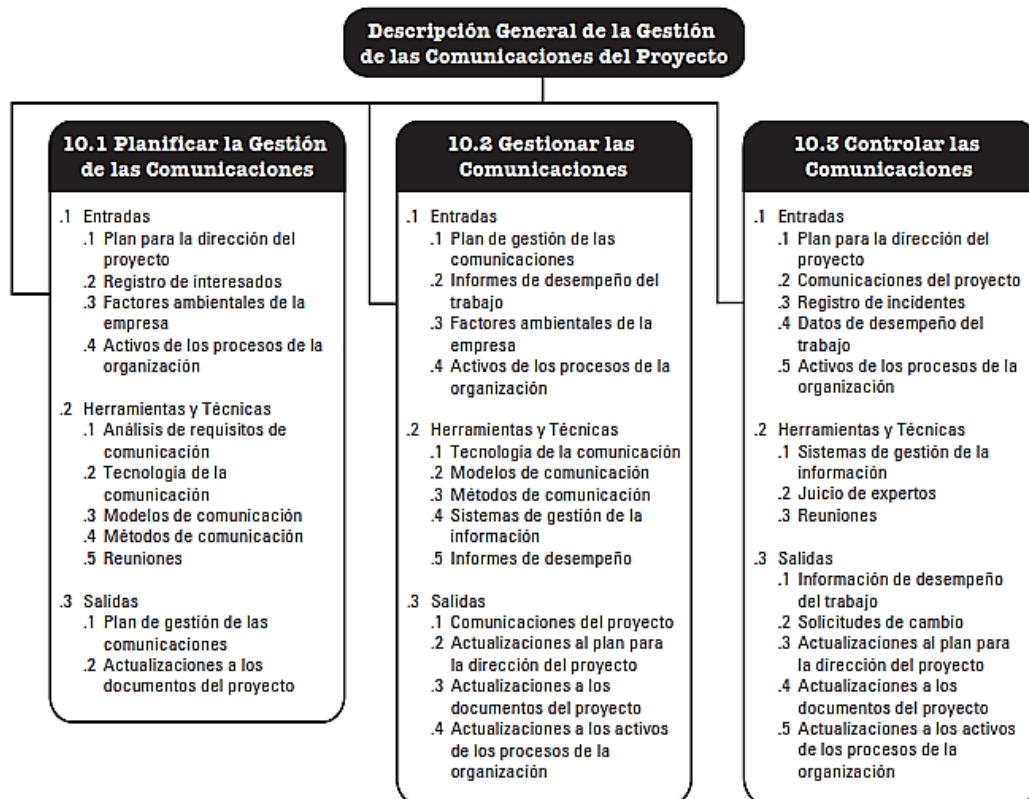 Descripción General de la Gestión
de las Comunicaciones del Proyecto
10.1 Planificar la Gestión
de las Comunicaciones
.1 Entradas
.1 Plan para la dirección del
proyecto
.2 Registro de interesados
.3 Factores ambientales de la
empresa
.4 Activos de los procesos de la
organización
.2 Herramientas y Técnicas
.1 Análisis de requisitos de
comunicación
.2 Tecnología de la
comunicación
.3 Modelos de comunicación
.4 Métodos de comunicación
.5 Reuniones
.3 Salidas
.1 Plan de gestión de las
comunicaciones
.2 Actualizaciones a los
documentos del proyecto
10.2 Gestionar las
Comunicaciones
.1 Entradas
.1 Plan de gestión de las
comunicaciones
.2 Informes de desempeño del
trabajo
.3 Factores ambientales de la
empresa
.4 Activos de los procesos de la
organización
.2 Herramientas y Técnicas
.1 Tecnología de la comunicación
.2 Modelos de comunicación
.3 Métodos de comunicación
.4 Sistemas de gestión de la
información
.5 Informes de desempeño
.3 Salidas
.1 Comunicaciones del proyecto
.2 Actualizaciones al plan para
la dirección del proyecto
.3 Actualizaciones a los
documentos del proyecto
.4 Actualizaciones a los activos
de los procesos de la
organización
10.3 Controlar las
Comunicaciones
.1 Entradas
.1 Plan para la dirección del
proyecto
.2 Comunicaciones del proyecto
.3 Registro de incidentes
.4 Datos de desempeño del
trabajo
.5 Activos de los procesos de la
organización
.2 Herramientas y Técnicas
.1 Sistemas de gestión de la
información
.2 Juicio de expertos
.3 Reuniones
.3 Salidas
.1 Información de desempeño
del trabajo
.2 Solicitudes de cambio
.3 Actualizaciones al plan para
la dirección del proyecto
.4 Actualizaciones a los
documentos del proyecto
.5 Actualizaciones a los activos
de los procesos de la
organización